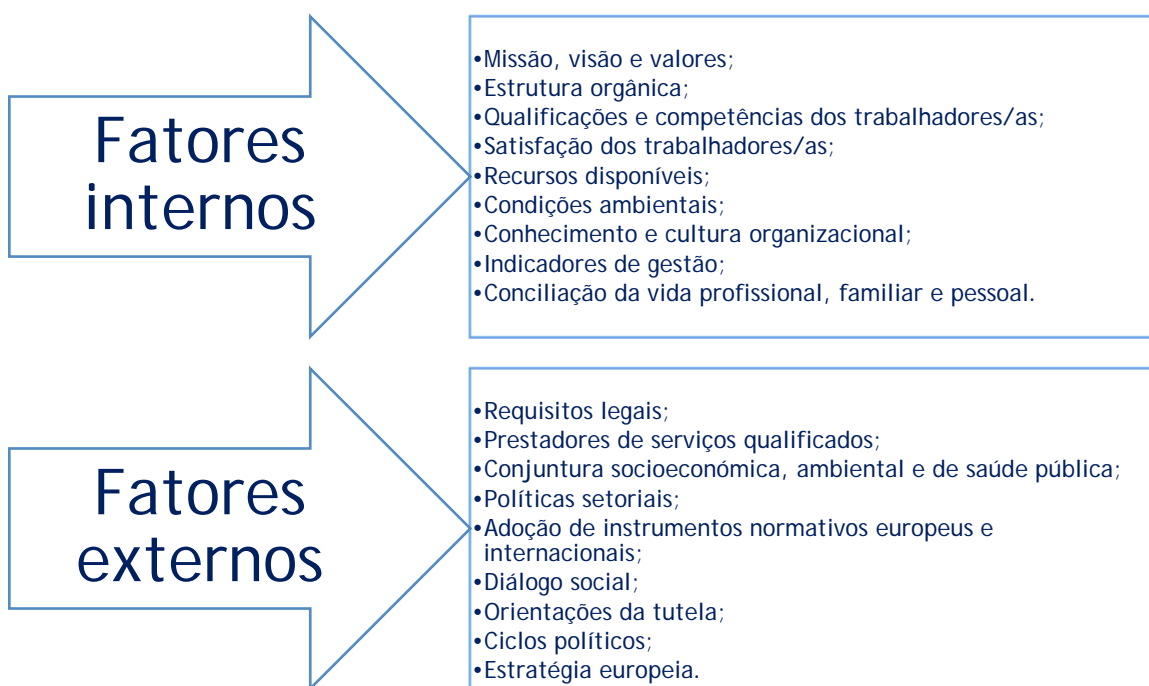 Fatores
internos
•Missão, visão e valores;
•Estrutura orgânica;
•Qualificações e competências dos trabalhadores/as;
•Satisfação dos trabalhadores/as;
•Recursos disponíveis;
•Condições ambientais;
•Conhecimento e cultura organizacional;
•Indicadores de gestão;
•Conciliação da vida profissional, familiar e pessoal.
Fatores
externos
•Requisitos legais;
•Prestadores de serviços qualificados;
•Conjuntura socioeconómica, ambiental e de saúde pública;
•Políticas setoriais;
•Adoção de instrumentos normativos europeus e
internacionais;
•Diálogo social;
•Orientações da tutela;
•Ciclos políticos;
•Estratégia europeia.